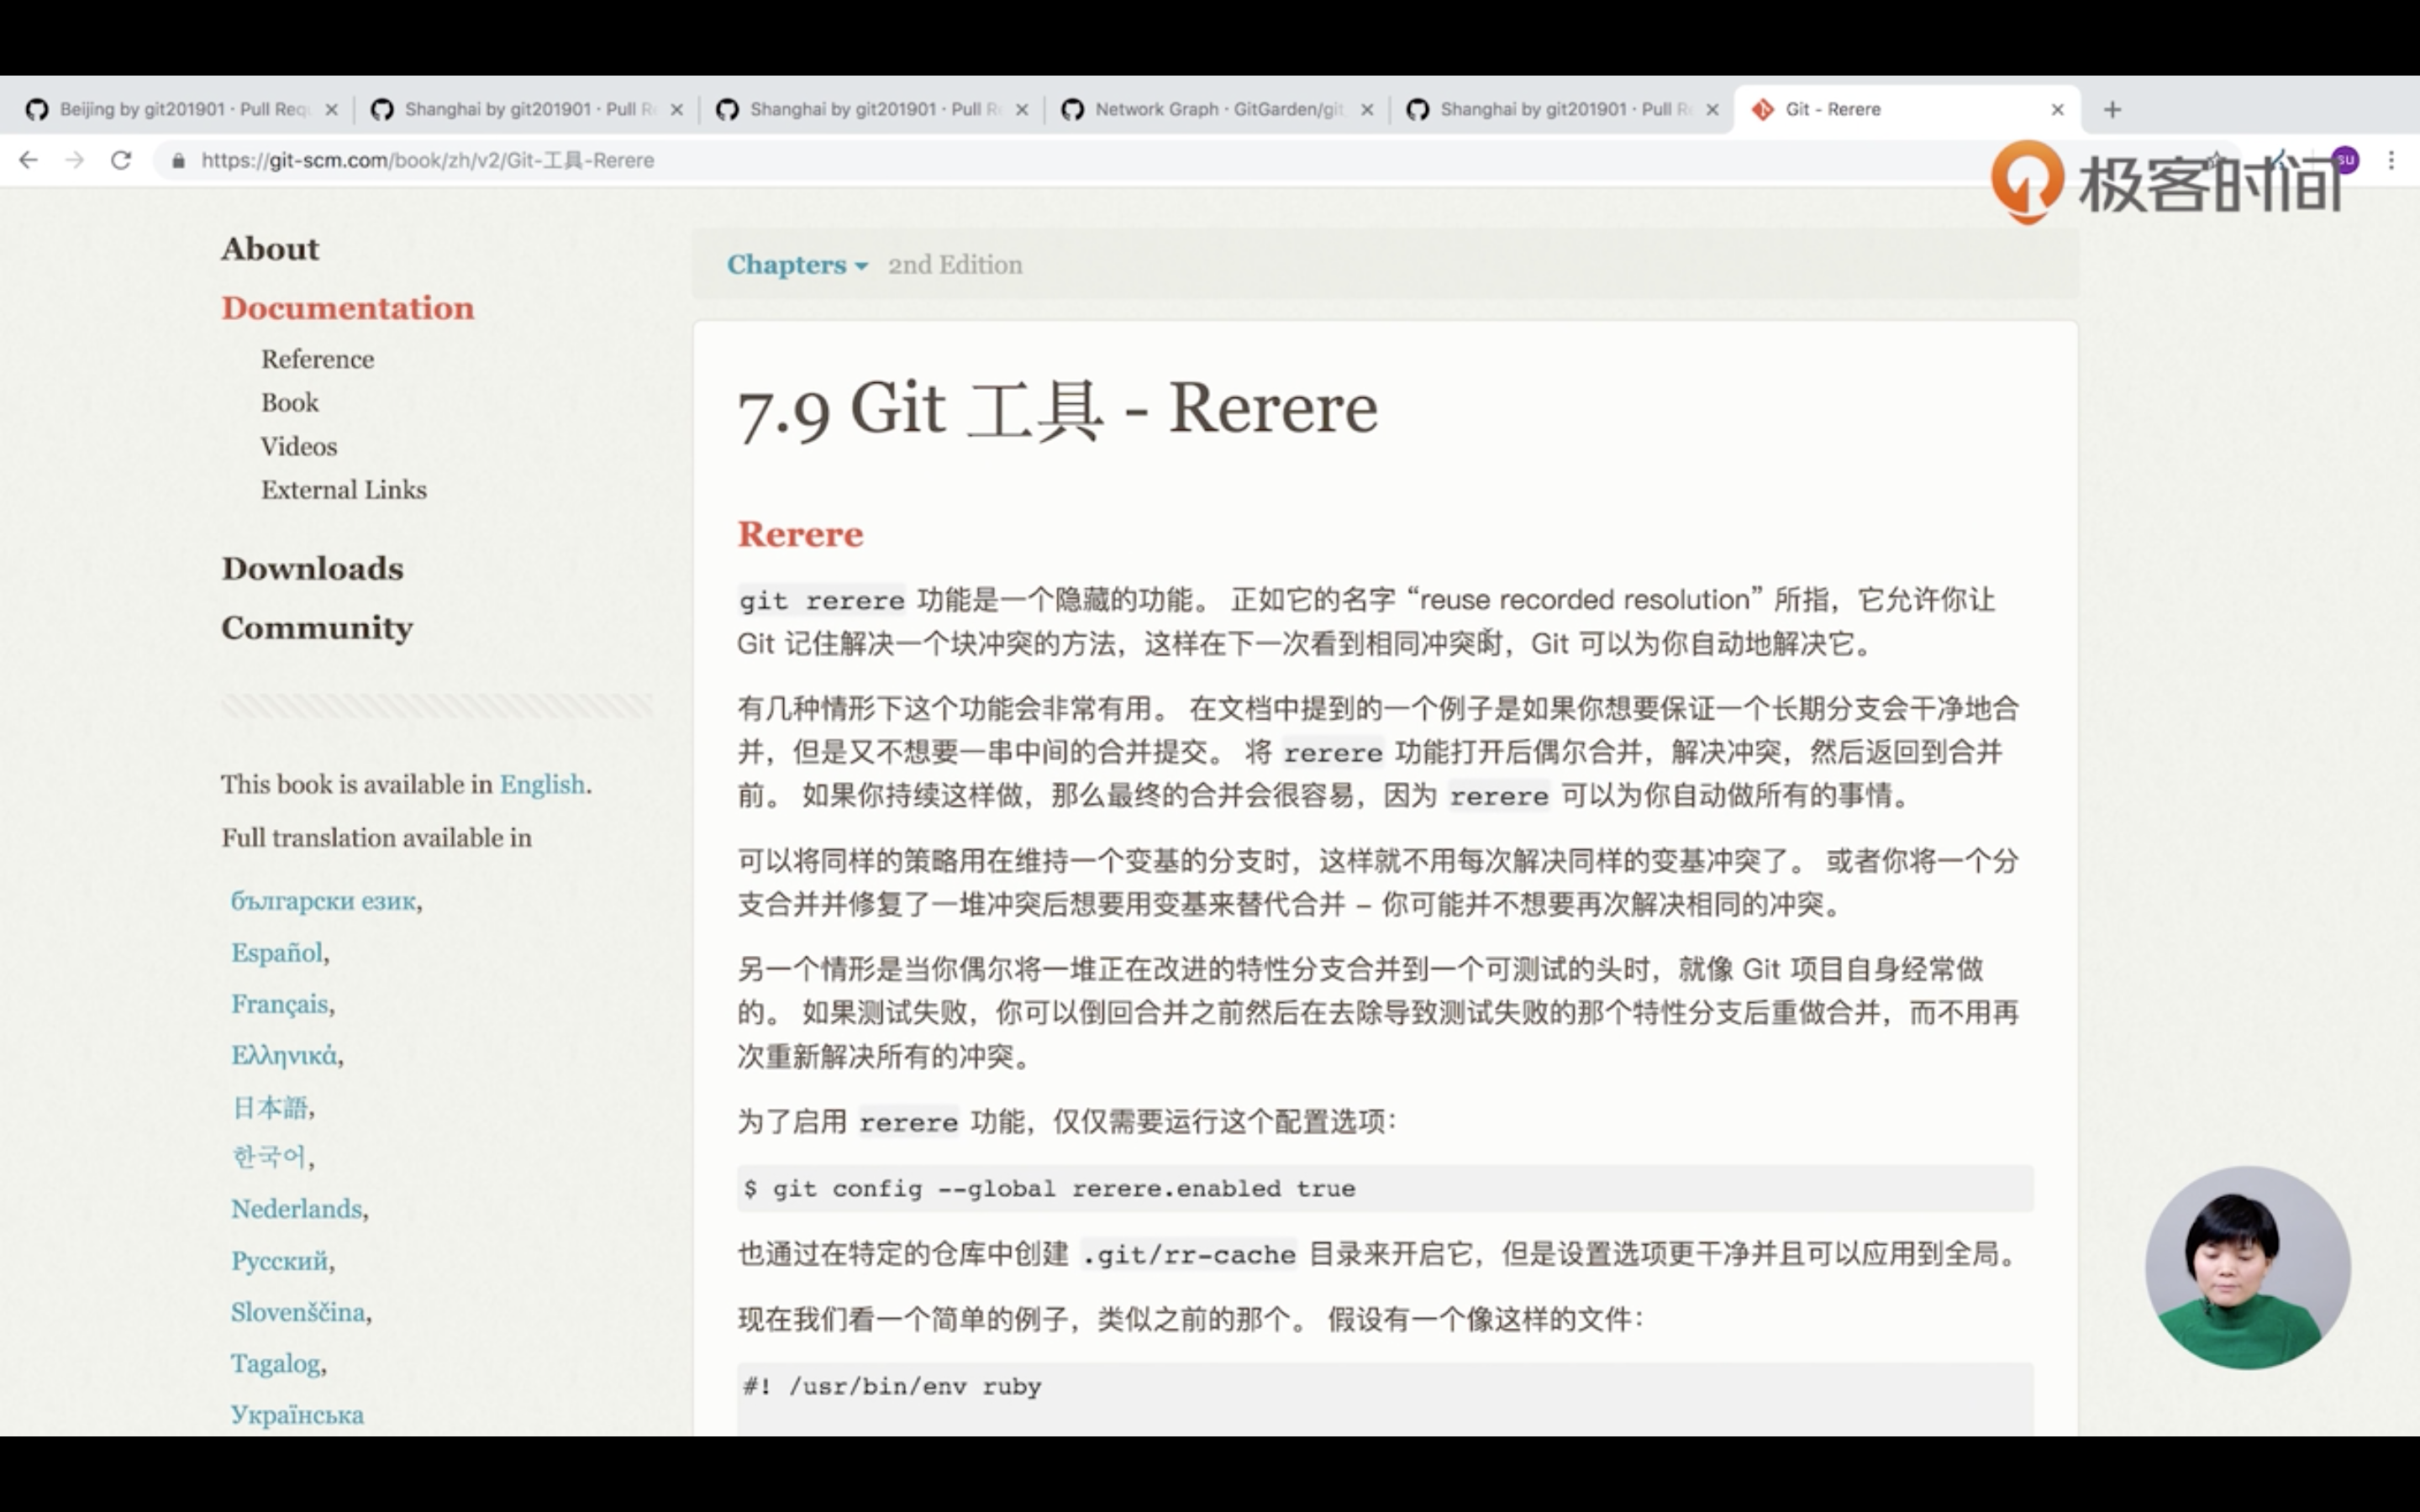 Beijing by git201901 · Pull Requ
Shanghai by git201901 · Pull R
Shanghai by git201901 · Pull R
Network Graph · GitGarden/git
Shanghai by git201901 · Pull R
Git - Rerere
https://git-scm.com/book/zh/v2/Git-工具-Rerere
su
极客时间
About
Documentation
Reference
Book
Videos
External Links
Downloads
Community
This book is available in English.
Full translation available in
български език,
Español,
Français,
Ελληνικά,
日本語,
한국어,
Nederlands,
Русский,
Slovenščina,
Tagalog,
Українська
Chapters 2nd Edition
7.9 Git 工具 - Rerere
Rerere
git rerere 功能是一个隐藏的功能。 正如它的名字 “reuse recorded resolution” 所指，它允许你让
Git 记住解决一个块冲突的方法，这样在下一次看到相同冲突时，Git 可以为你自动地解决它。
有几种情形下这个功能会非常有用。 在文档中提到的一个例子是如果你想要保证一个长期分支会干净地合
并，但是又不想要一串中间的合并提交。 将 rerere 功能打开后偶尔合并，解决冲突，然后返回到合并
前。 如果你持续这样做，那么最终的合并会很容易，因为 rerere 可以为你自动做所有的事情。
可以将同样的策略用在维持一个变基的分支时，这样就不用每次解决同样的变基冲突了。 或者你将一个分
支合并并修复了一堆冲突后想要用变基来替代合并 – 你可能并不想要再次解决相同的冲突。
另一个情形是当你偶尔将一堆正在改进的特性分支合并到一个可测试的头时，就像 Git 项目自身经常做
的。 如果测试失败，你可以倒回合并之前然后在去除导致测试失败的那个特性分支后重做合并，而不用再
次重新解决所有的冲突。
为了启用 rerere 功能，仅仅需要运行这个配置选项：
$ git config --global rerere.enabled true
也通过在特定的仓库中创建 .git/rr-cache 目录来开启它，但是设置选项更干净并且可以应用到全局。
现在我们看一个简单的例子，类似之前的那个。 假设有一个像这样的文件：
#! /usr/bin/env ruby